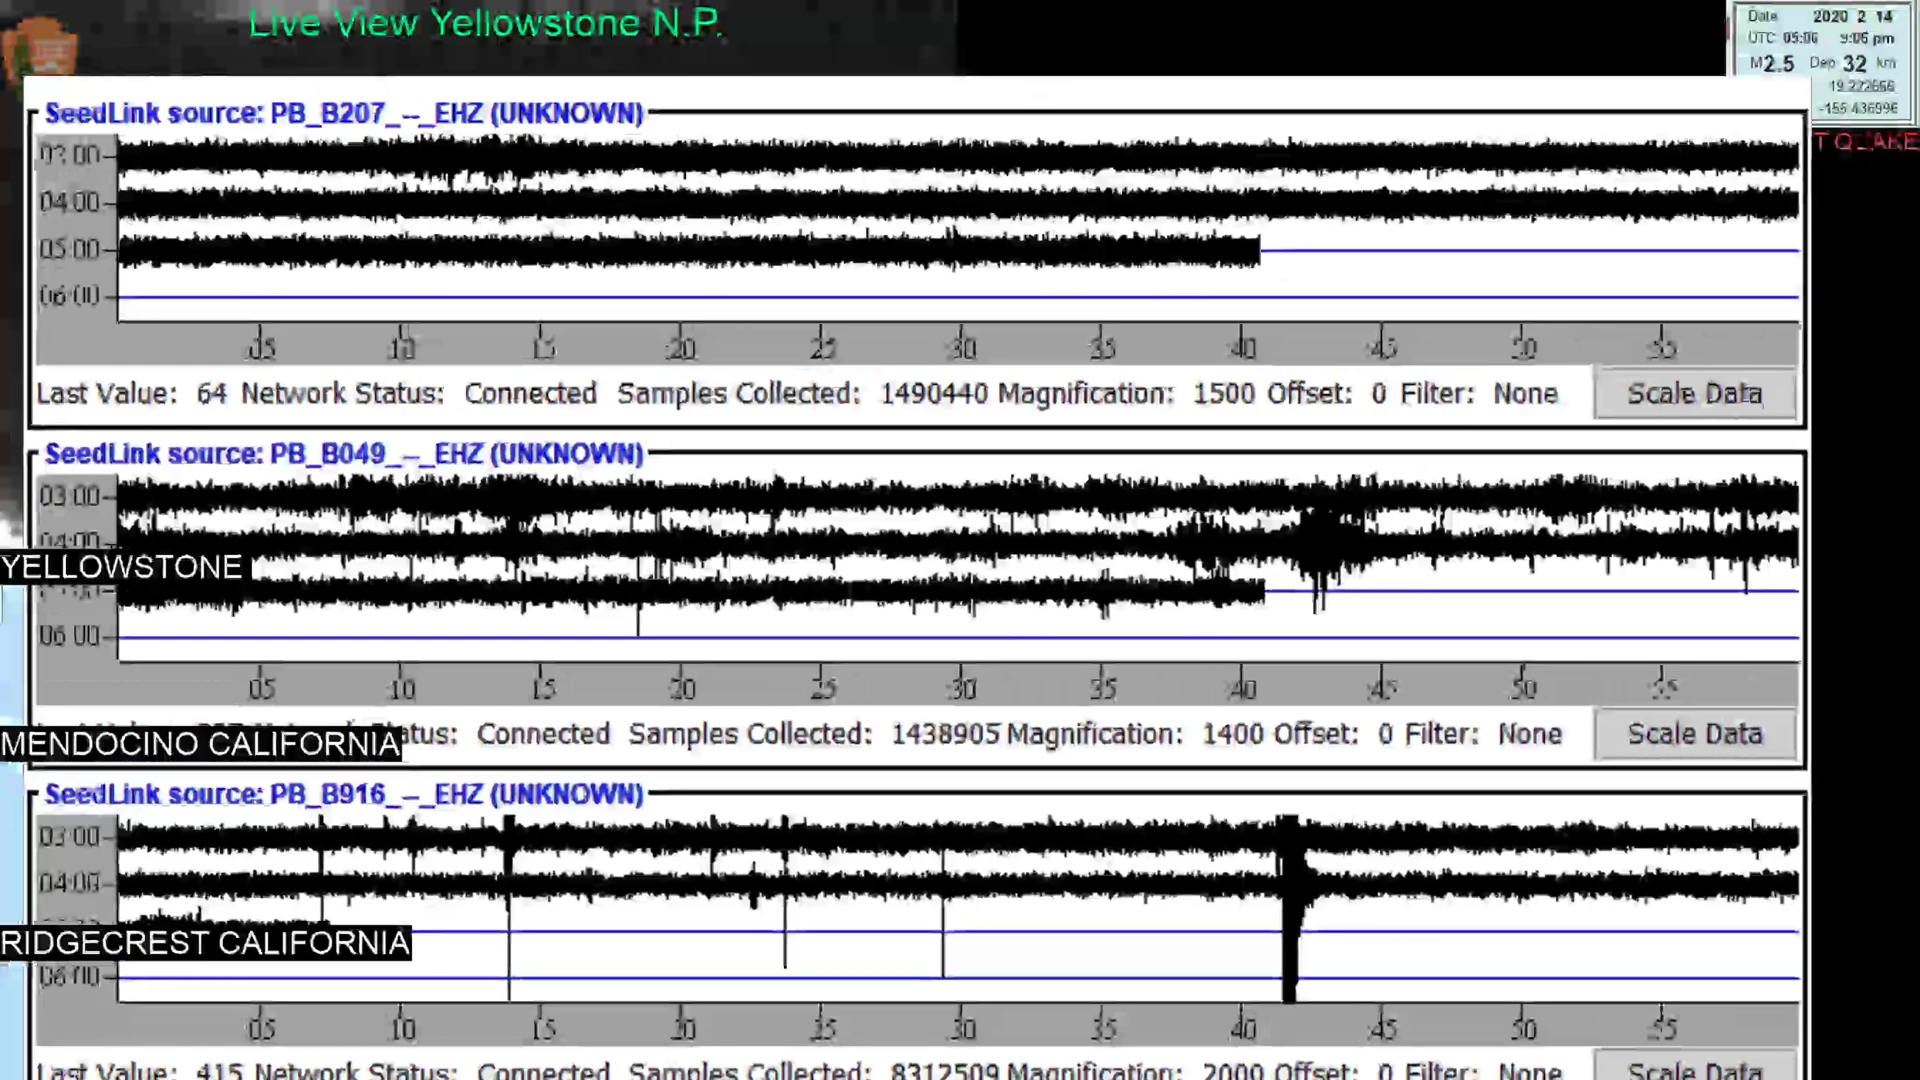 Live View Yellowstone N.P.
Date 2020 2 14
UTC 05:06 9:06 pm
M2.5 Dep 32 km
19.222666
-155.436996
T QUAKE
SeedLink source: PB_B207_--_EHZ (UNKNOWN)
03:00
04:00
05:00
06:00
:05 :10 :15 :20 :25 :30 :35 :40 :45 :50 :55
Last Value: 64 Network Status: Connected Samples Collected: 1490440 Magnification: 1500 Offset: 0 Filter: None Scale Data
SeedLink source: PB_B049_--_EHZ (UNKNOWN)
03:00
04:00
YELLOWSTONE
06:00
:05 :10 :15 :20 :25 :30 :35 :40 :45 :50 :55
MENDOCINO CALIFORNIA
atus: Connected Samples Collected: 1438905 Magnification: 1400 Offset: 0 Filter: None Scale Data
SeedLink source: PB_B916_--_EHZ (UNKNOWN)
03:00
04:00
RIDGECREST CALIFORNIA
06:00
:05 :10 :15 :20 :25 :30 :35 :40 :45 :50 :55
Last Value: 415 Network Status: Connected Samples Collected: 8312509 Magnification: 2000 Offset: 0 Filter: None Scale Data